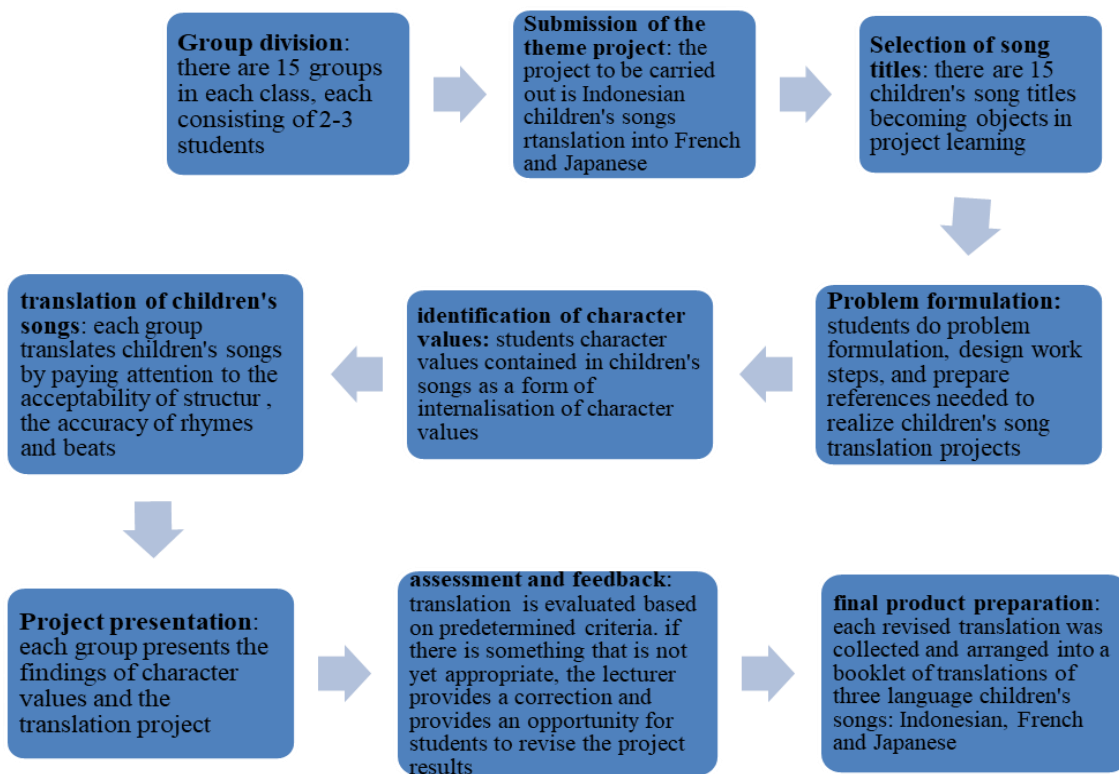 Group division:
there are 15 groups
in each class, each
consisting of 2-3
students
Submission of the
theme project: the
project to be carried
out is Indonesian
children's songs
rtranslation into French
and Japanese
Selection of song
titles: there are 15
children's song titles
becoming objects in
project learning
Problem formulation:
students do problem
formulation, design work
steps, and prepare
references needed to
realize children's song
translation projects
identification of character
values: students character
values contained in children's
songs as a form of
internalisation of character
values
translation of children's
songs: each group
translates children's songs
by paying attention to the
acceptability of structur ,
the accuracy of rhymes
and beats
Project presentation:
each group presents the
findings of character
values and the
translation project
assessment and feedback:
translation is evaluated based
on predetermined criteria. if
there is something that is not
yet appropriate, the lecturer
provides a correction and
provides an opportunity for
students to revise the project
results
final product preparation:
each revised translation was
collected and arranged into a
booklet of translations of
three language children's
songs: Indonesian, French
and Japanese